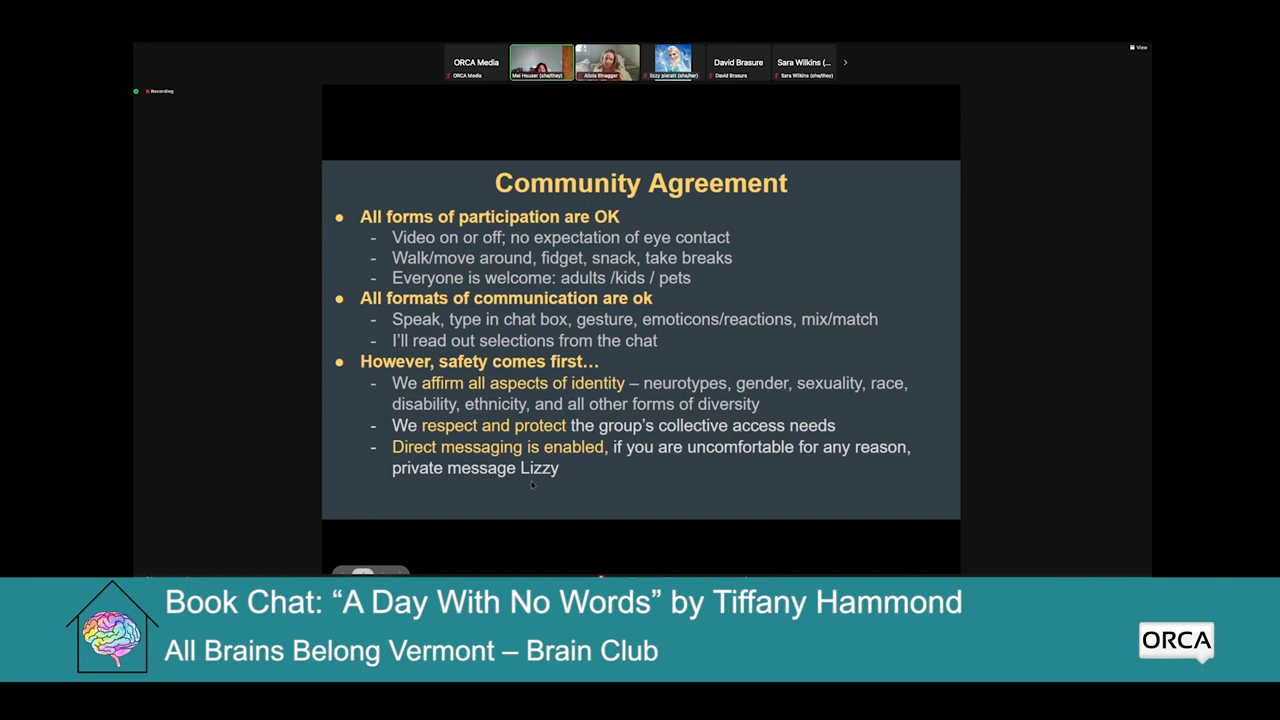 View
ORCA Media
David Brasure
Sara Wilkins (...
ORCA Media
Mel Houser (she/they)
Alicia Elnagger
lizzy pieratt (she/her)
David Brasure
Sara Wilkins (she/they)
Recording
Community Agreement
● All forms of participation are OK
- Video on or off; no expectation of eye contact
- Walk/move around, fidget, snack, take breaks
- Everyone is welcome: adults /kids / pets
● All formats of communication are ok
- Speak, type in chat box, gesture, emoticons/reactions, mix/match
- I'll read out selections from the chat
● However, safety comes first…
- We affirm all aspects of identity – neurotypes, gender, sexuality, race,
disability, ethnicity, and all other forms of diversity
- We respect and protect the group's collective access needs
- Direct messaging is enabled, if you are uncomfortable for any reason,
private message Lizzy
Book Chat: “A Day With No Words” by Tiffany Hammond
All Brains Belong Vermont – Brain Club
ORCA